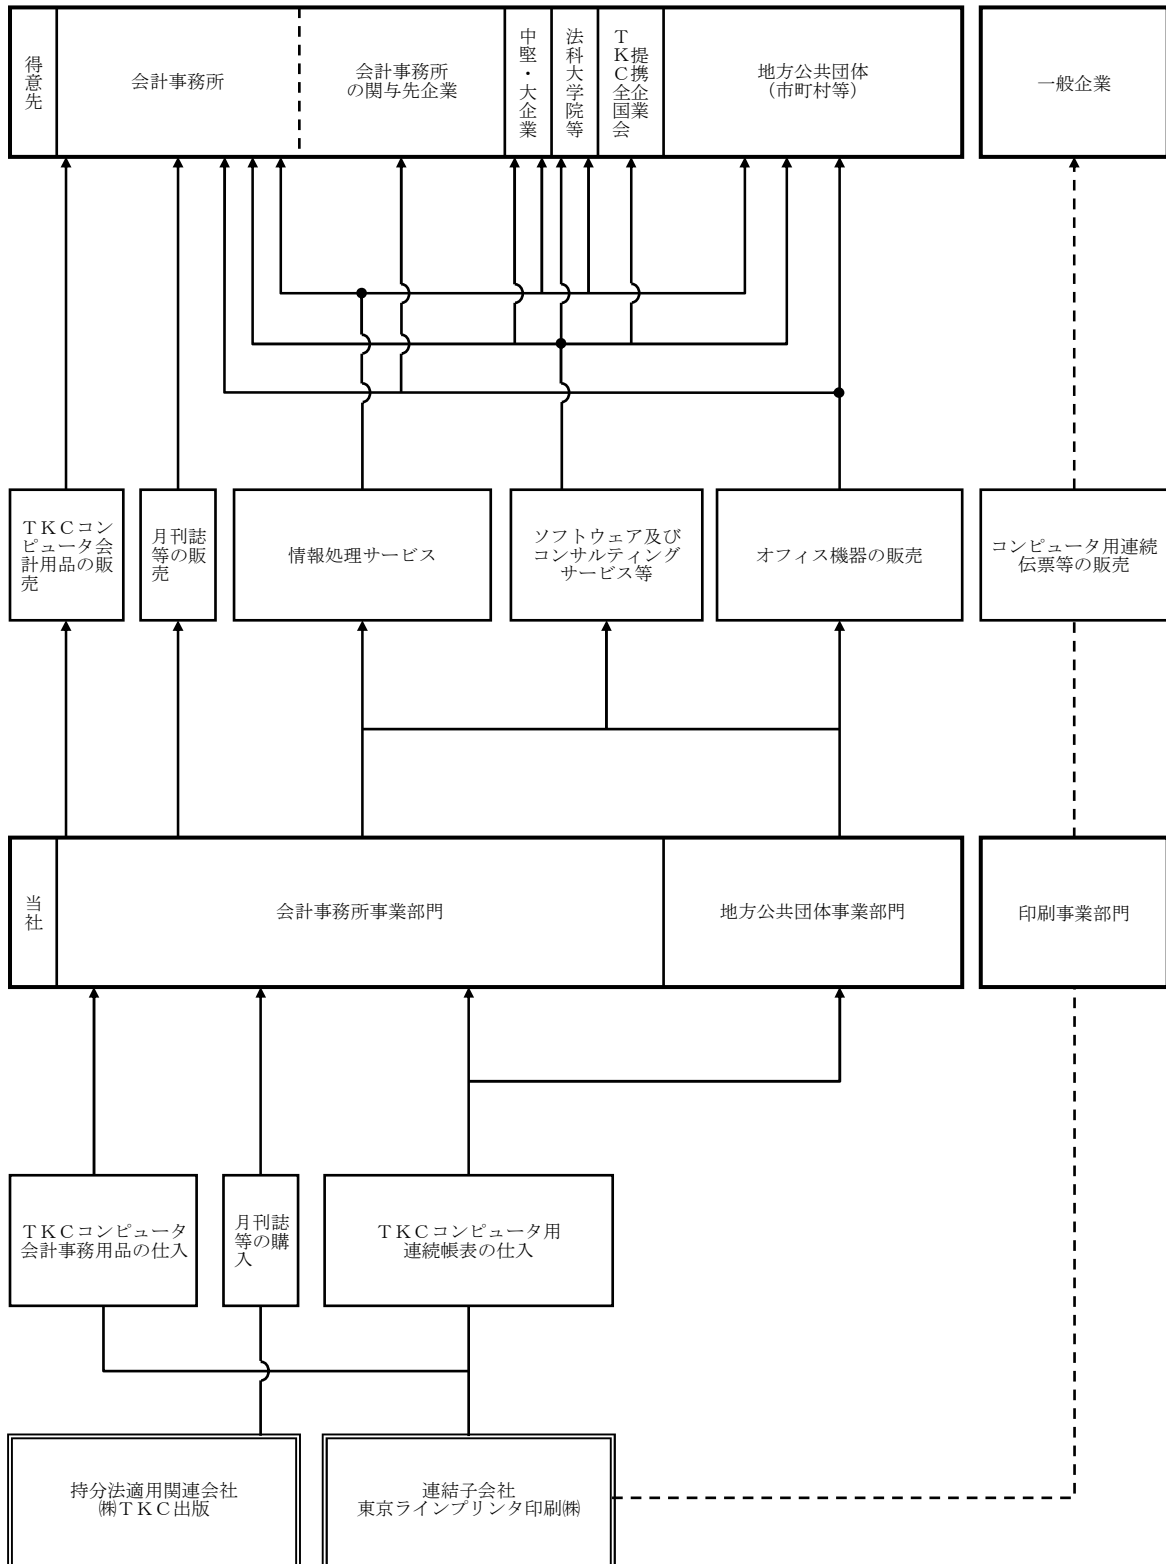 得意先
会計事務所
会計事務所
の関与先企業
中堅・大企業
法科大学院等
TKC全国会
提携企業
地方公共団体
(市町村等)
一般企業
TKCコン
ピュータ会
計用品の販
売
月刊誌
等の販
売
情報処理サービス
ソフトウェア及び
コンサルティング
サービス等
オフィス機器の販売
コンピュータ用連続
伝票等の販売
当社
会計事務所事業部門
地方公共団体事業部門
印刷事業部門
TKCコンピュータ
会計事務用品の仕入
月刊誌
等の購
入
TKCコンピュータ用
連続帳表の仕入
持分法適用関連会社
㈱TKC出版
連結子会社
東京ラインプリンタ印刷㈱